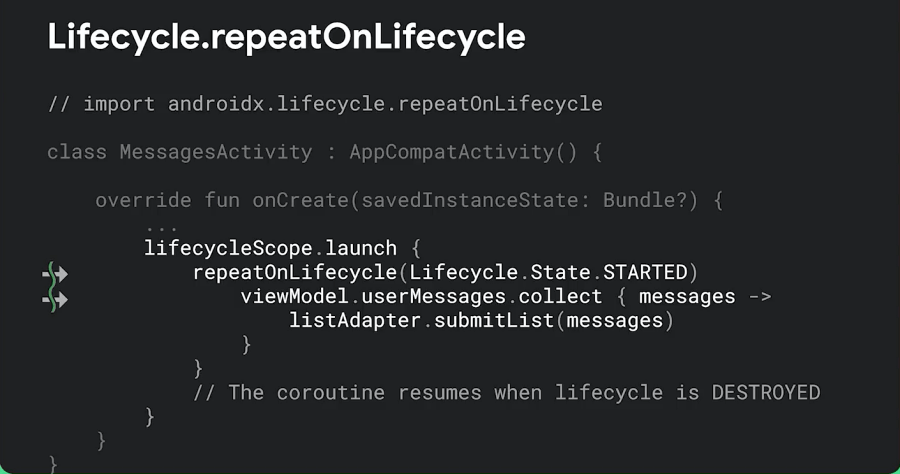 Lifecycle.repeatOnLifecycle
// import androidx.lifecycle.repeatOnLifecycle
class MessagesActivity : AppCompatActivity() {
override fun onCreate(savedInstanceState: Bundle?) {
...
lifecycleScope.launch {
repeatOnLifecycle(Lifecycle.State.STARTED)
viewModel.userMessages.collect { messages ->
listAdapter.submitList(messages)
}
}
// The coroutine resumes when lifecycle is DESTROYED
}
}
}